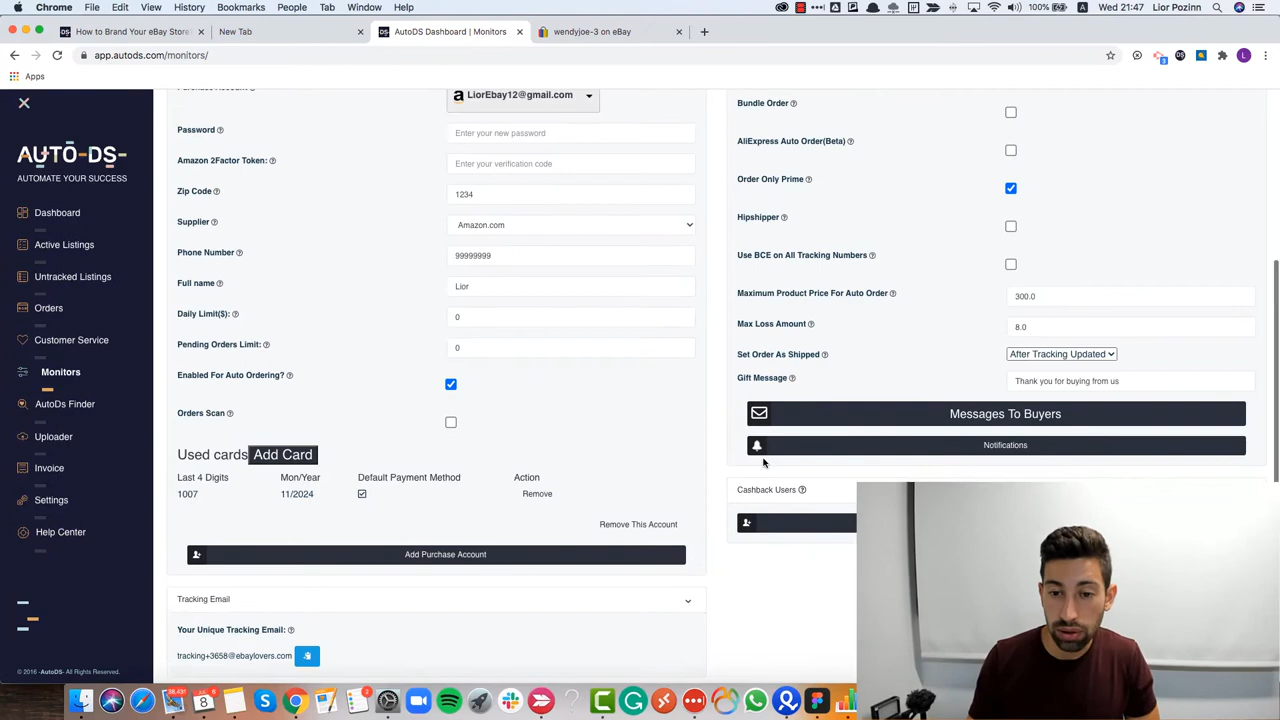 Chrome File Edit View History Bookmarks People Tab Window Help 100% Wed 21:47 Lior Pozinn
How to Brand Your eBay Store New Tab AutoDS Dashboard | Monitors wendyjoe-3 on eBay
app.autods.com/monitors/
Apps
AUTO-DS-
AUTOMATE YOUR SUCCESS
Dashboard
Active Listings
Untracked Listings
Orders
Customer Service
Monitors
AutoDs Finder
Uploader
Invoice
Settings
Help Center
© 2016 -AutoDS- All Rights Reserved.
LiorEbay12@gmail.com
Password
Enter your new password
Amazon 2Factor Token:
Enter your verification code
Zip Code
1234
Supplier
Amazon.com
Phone Number
99999999
Full name
Lior
Daily Limit($):
0
Pending Orders Limit:
0
Enabled For Auto Ordering?
Orders Scan
Used cards Add Card
Last 4 Digits Mon/Year Default Payment Method Action
1007 11/2024 Remove
Remove This Account
Add Purchase Account
Tracking Email
Your Unique Tracking Email:
tracking+3658@ebaylovers.com
Bundle Order
AliExpress Auto Order(Beta)
Order Only Prime
Hipshipper
Use BCE on All Tracking Numbers
Maximum Product Price For Auto Order
300.0
Max Loss Amount
8.0
Set Order As Shipped
After Tracking Updated
Gift Message
Thank you for buying from us
Messages To Buyers
Notifications
Cashback Users